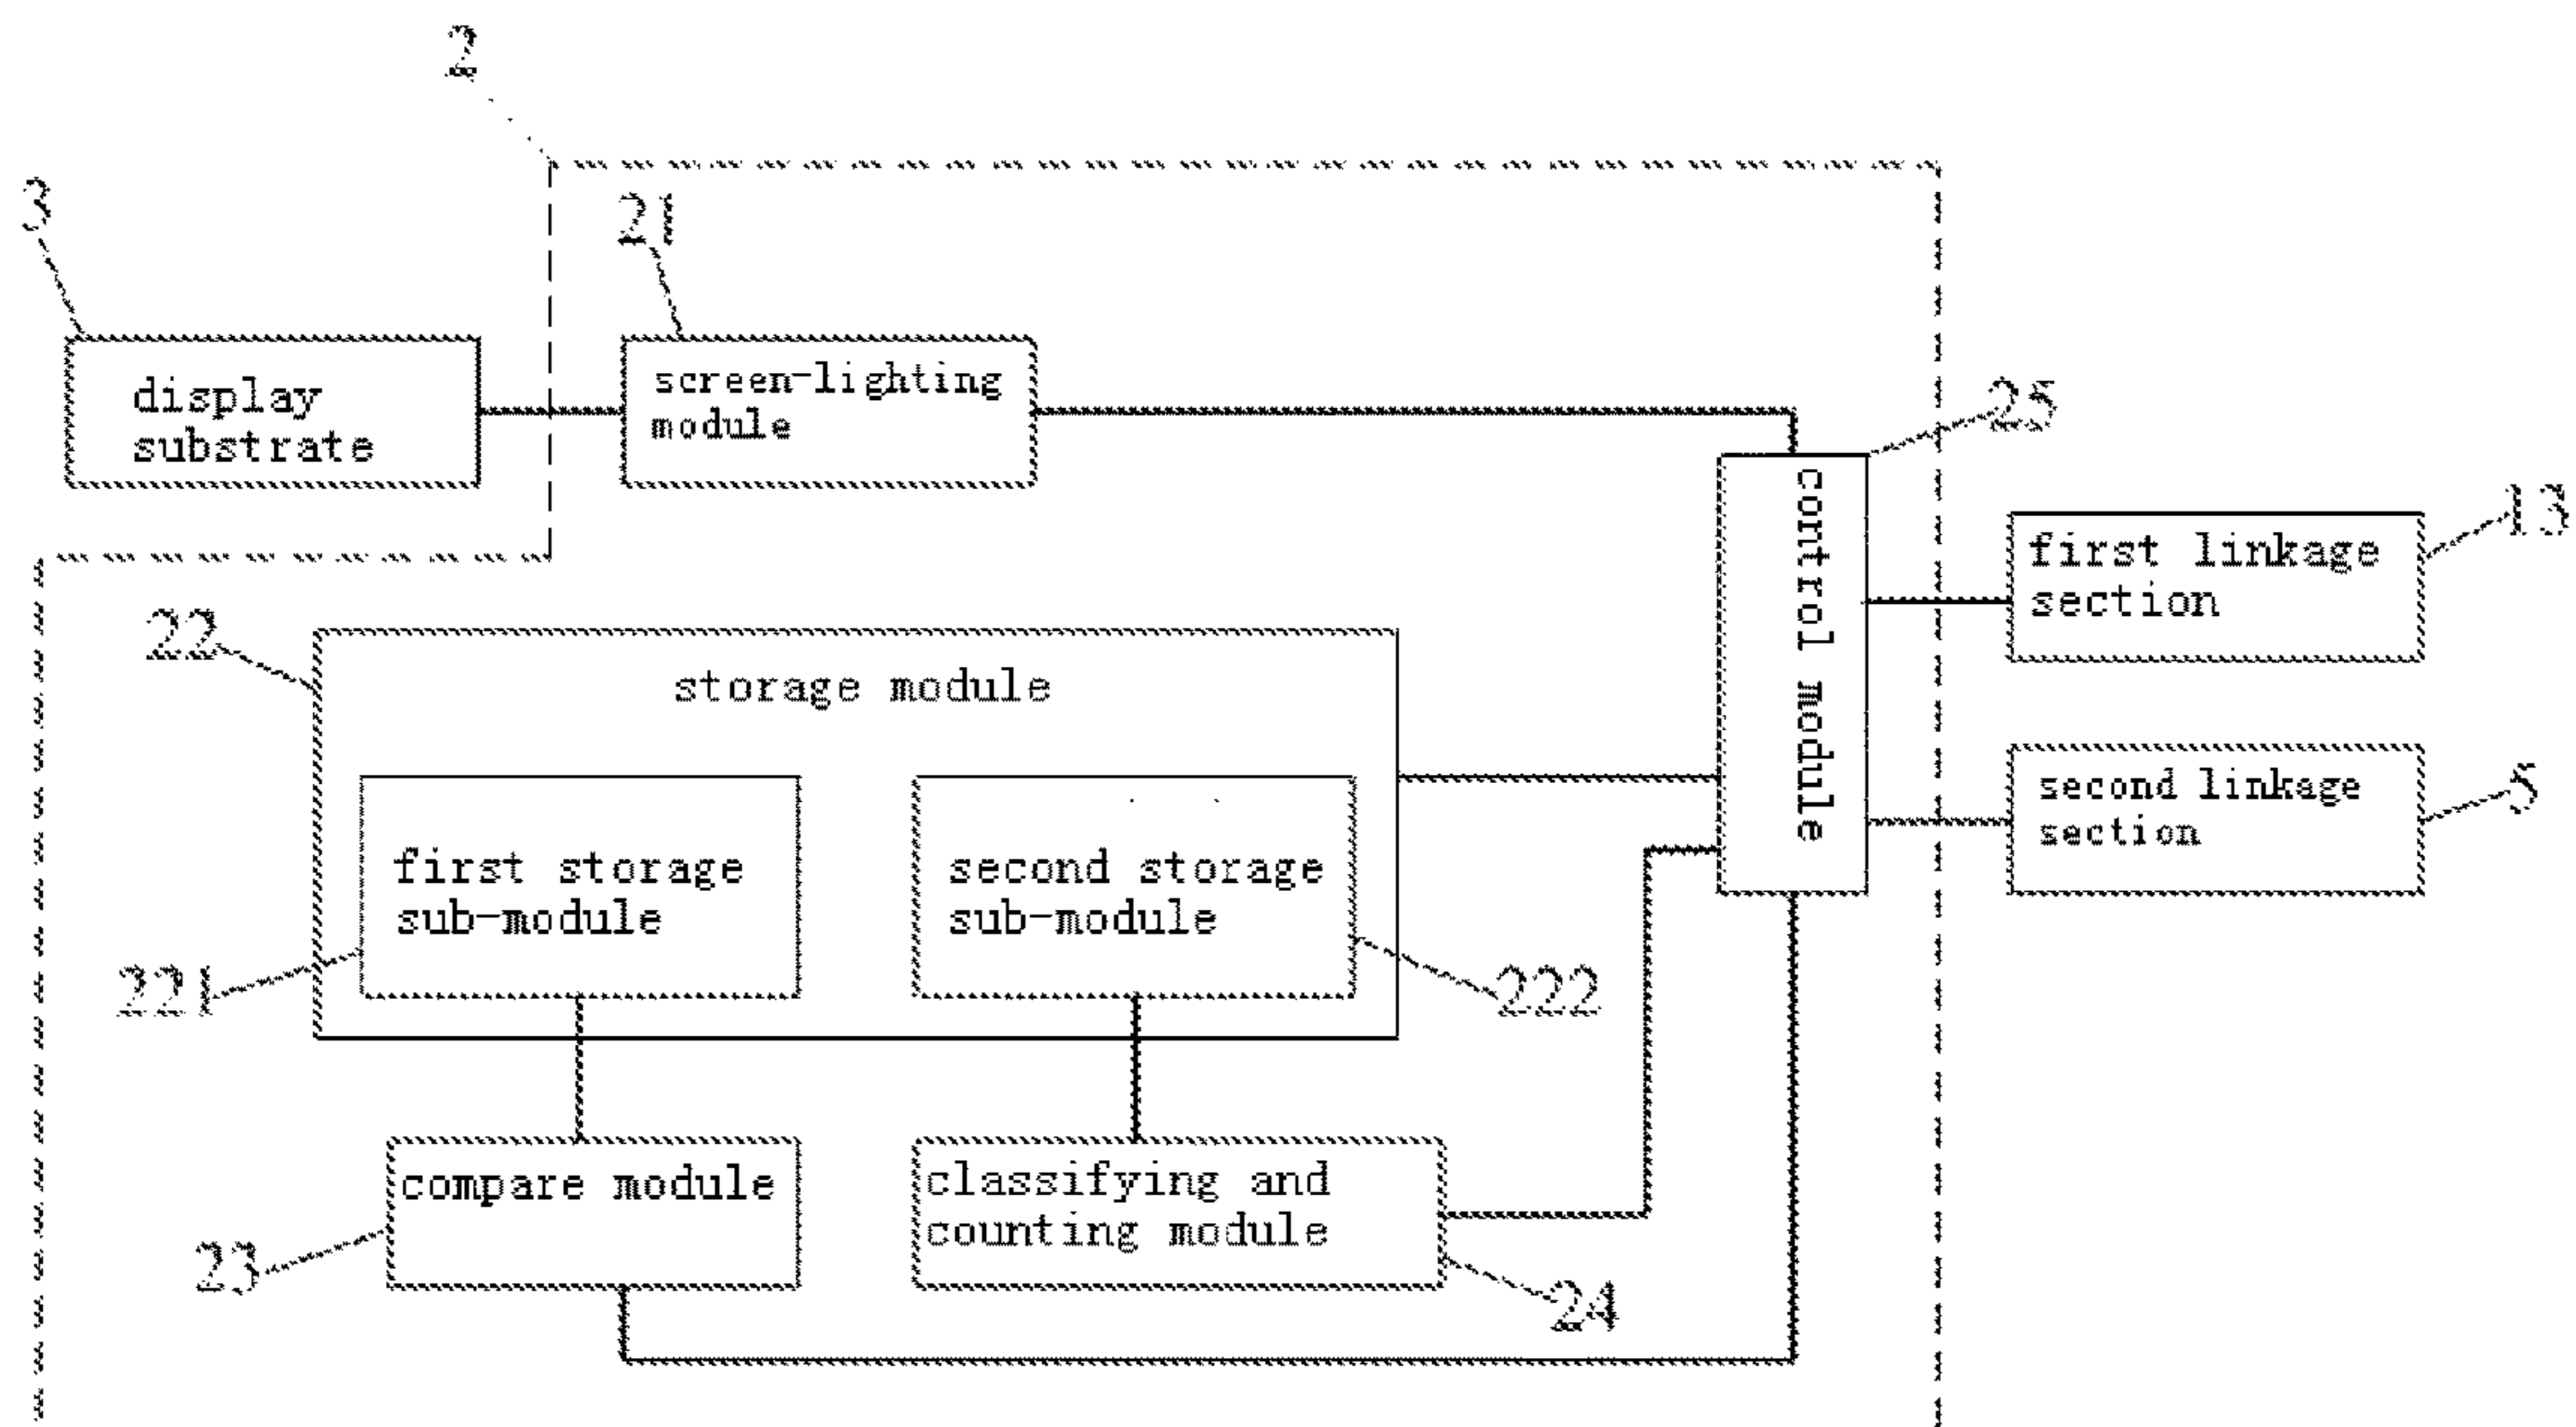 2
3
21
display
substrate
screen-lighting
module
25
control module
13
first linkage
section
22
storage module
second linkage
section
5
first storage
sub-module
second storage
sub-module
221
222
compare module
classifying and
counting module
23
24